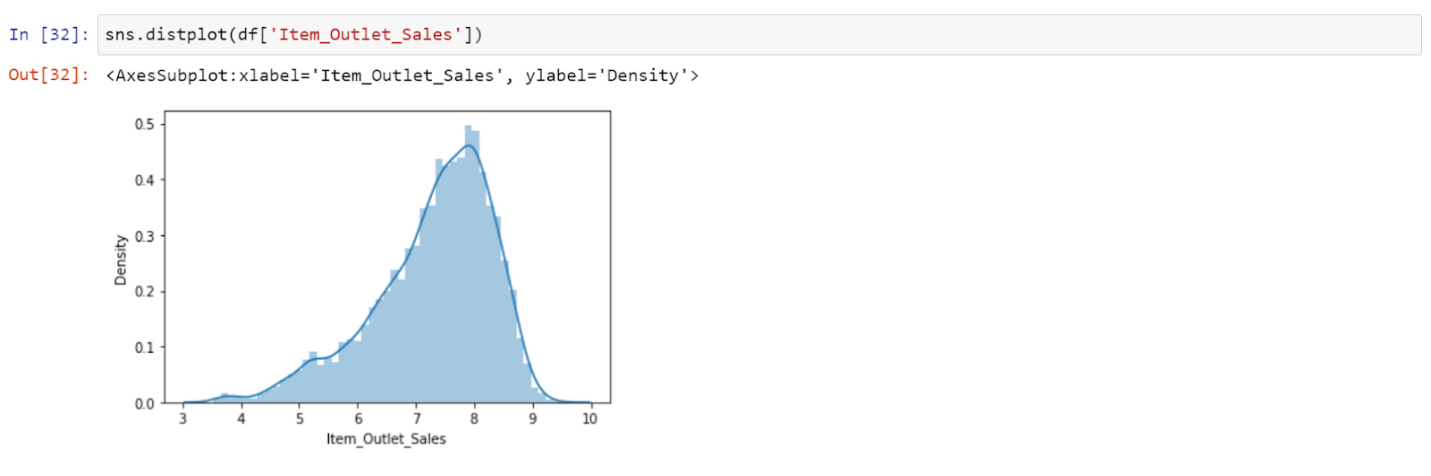 In [32]: sns.distplot(df['Item_Outlet_Sales'])
Out[32]: <AxesSubplot:xlabel='Item_Outlet_Sales', ylabel='Density'>
0.5
0.4
0.3
0.2
0.1
0.0
Density
3 4 5 6 7 8 9 10
Item_Outlet_Sales